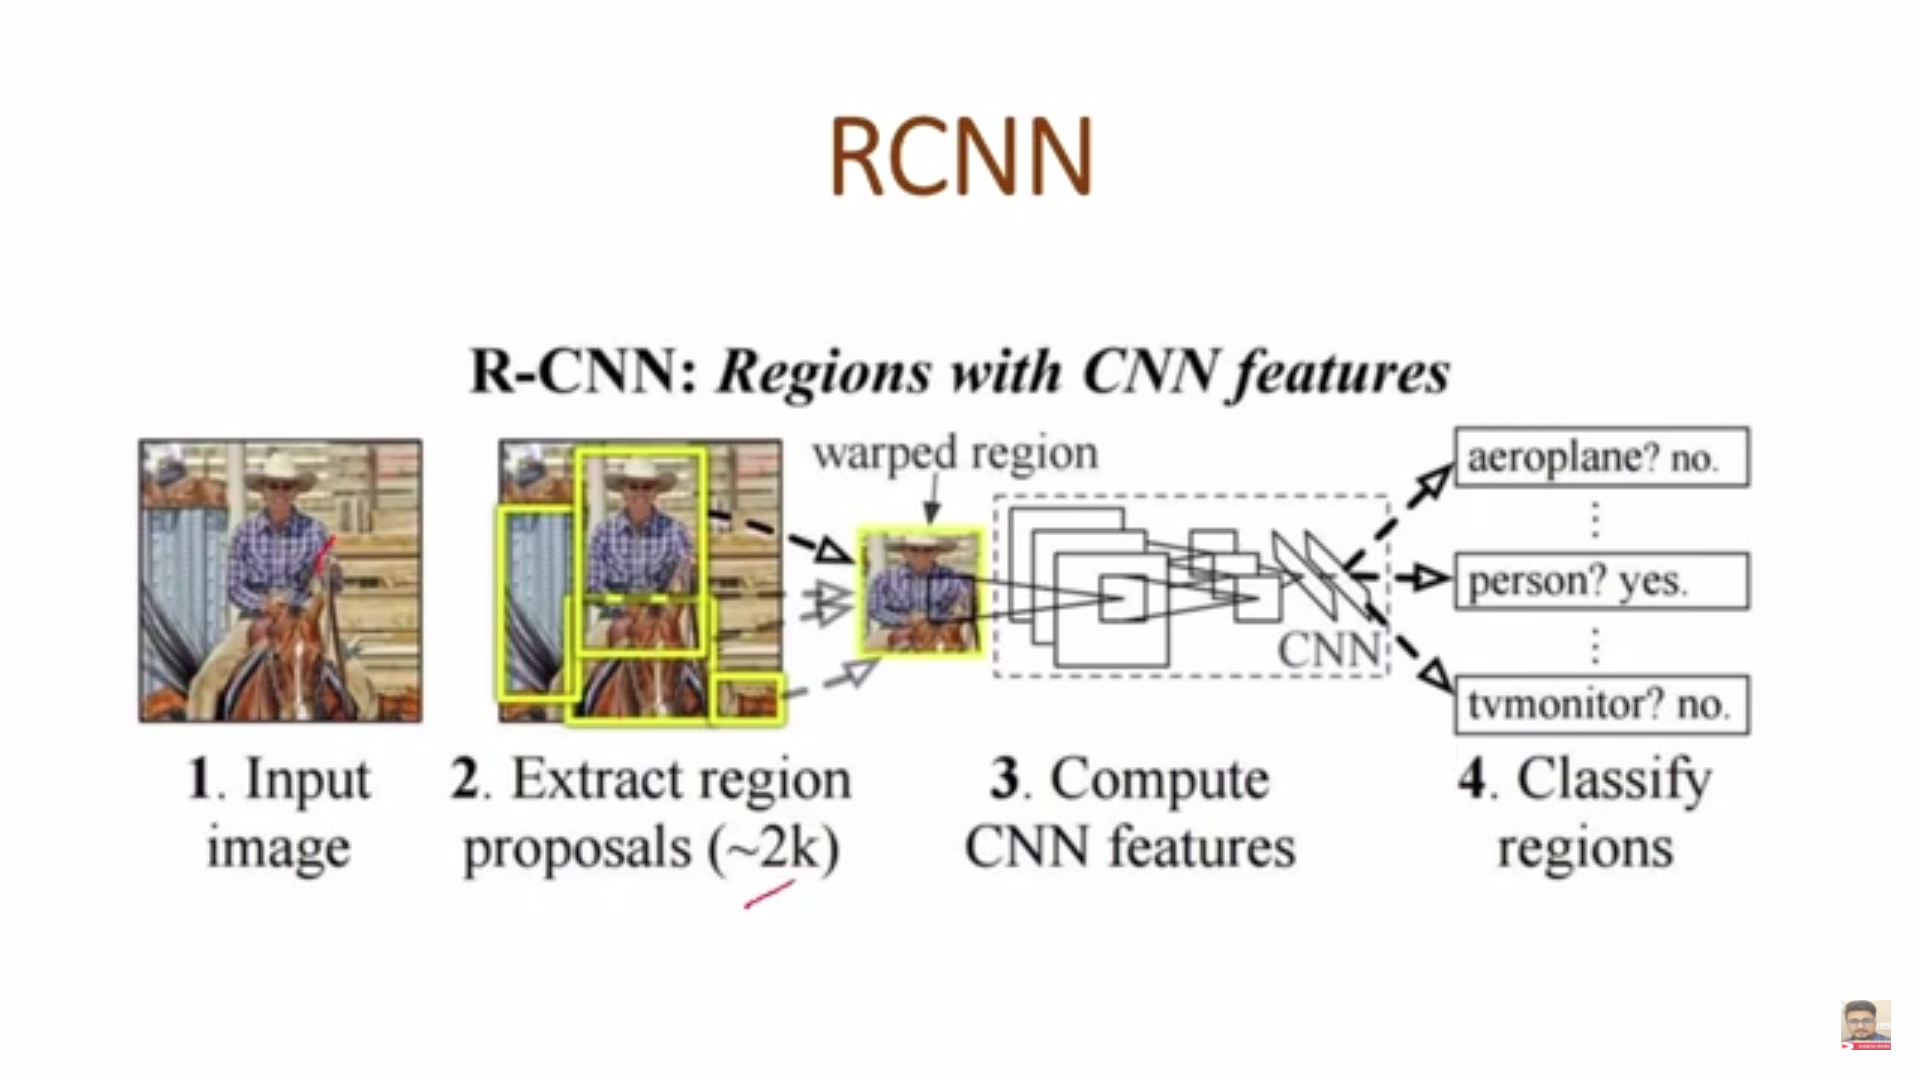 RCNN
R-CNN: Regions with CNN features
warped region
aeroplane? no.
person? yes.
CNN
tvmonitor? no.
1. Input
image
2. Extract region
proposals (~2k)
3. Compute
CNN features
4. Classify
regions